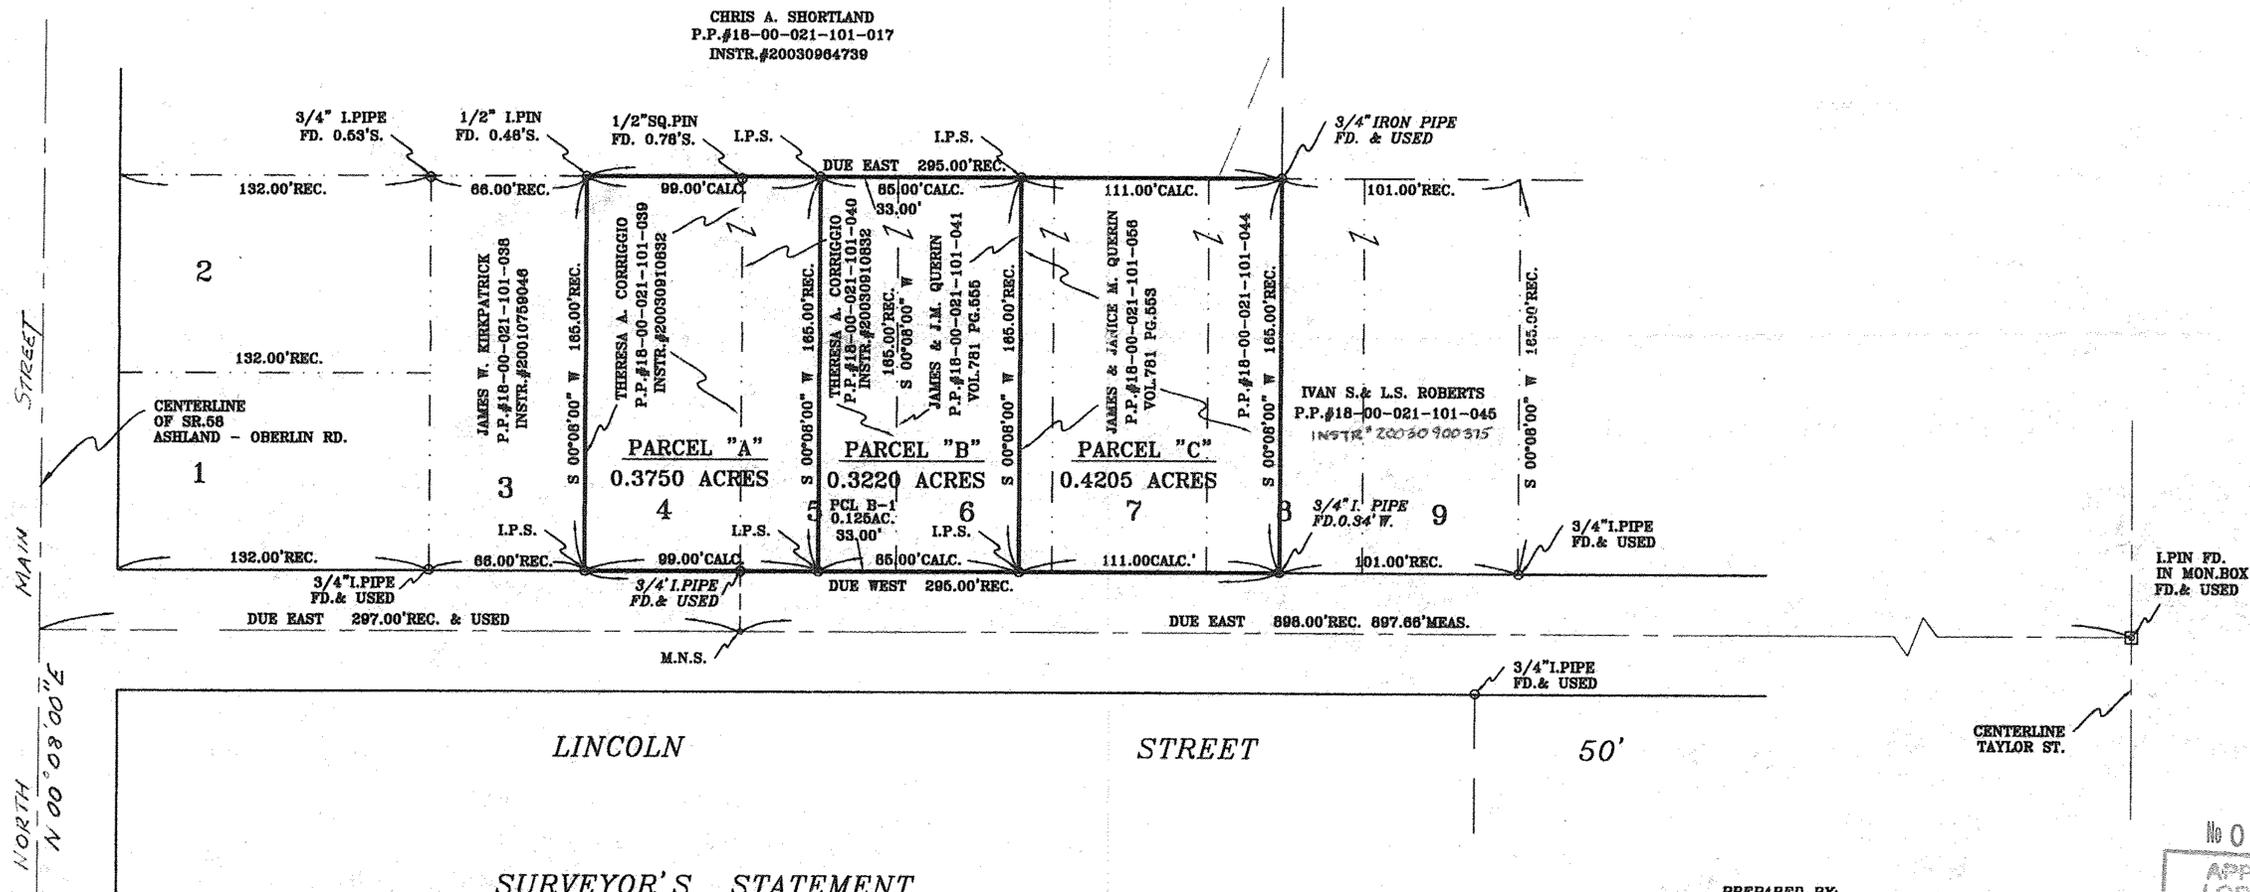 CHRIS A. SHORTLAND
P.P.#18-00-021-101-017
INSTR.#20030964739
3/4" I.PIPE
FD. 0.53'S.
1/2" I.PIN
FD. 0.48'S.
1/2"SQ.PIN
FD. 0.78'S.
I.P.S.
I.P.S.
3/4"IRON PIPE
FD. & USED
DUE EAST 295.00'REC.
132.00'REC.
66.00'REC.
99.00'CALC.
85.00'CALC.
111.00'CALC.
101.00'REC.
33.00'
2
132.00'REC.
CENTERLINE
OF SR.58
ASHLAND - OBERLIN RD.
1
JAMES W. KIRKPATRICK
P.P.#18-00-021-101-038
INSTR.#20010759046
3
S 00°08'00" W 165.00'REC.
THERESA A. CORRIGGIO
P.P.#18-00-021-101-039
INSTR.#20030910832
PARCEL "A"
0.3750 ACRES
4
S 00°08'00" W 165.00'REC.
5
THERESA A. CORRIGGIO
P.P.#18-00-021-101-040
INSTR.#20030910832
165.00'REC.
S 00°08'00" W
JAMES & J.M. QUERIN
P.P.#18-00-021-101-041
VOL.781 PG.555
PARCEL "B"
0.3220 ACRES
PCL B-1
0.125AC.
33.00'
6
S 00°08'00" W 165.00'REC.
JAMES & JANICE M. QUERIN
P.P.#18-00-021-101-056
VOL.781 PG.553
PARCEL "C"
0.4205 ACRES
7
P.P.#18-00-021-101-044
S 00°08'00" W 165.00'REC.
8
IVAN S.& L.S. ROBERTS
P.P.#18-00-021-101-045
INSTR# 20030900375
3/4"I. PIPE
FD.0.34'W.
9
S 00°08'00" W 165.00'REC.
3/4"I.PIPE
FD.& USED
I.P.S.
I.P.S.
I.P.S.
132.00'REC.
66.00'REC.
99.00'CALC.
85.00'CALC.
111.00CALC.'
101.00'REC.
3/4"I.PIPE
FD.& USED
3/4'I.PIPE
FD.& USED
DUE WEST 295.00'REC.
I.PIN FD.
IN MON.BOX
FD.& USED
DUE EAST 297.00'REC. & USED
DUE EAST 898.00'REC. 897.66'MEAS.
M.N.S.
3/4"I.PIPE
FD.& USED
NORTH MAIN STREET
N 00°08'00"E
LINCOLN STREET 50'
CENTERLINE
TAYLOR ST.
SURVEYOR'S STATEMENT
PREPARED BY:
No 0
APP